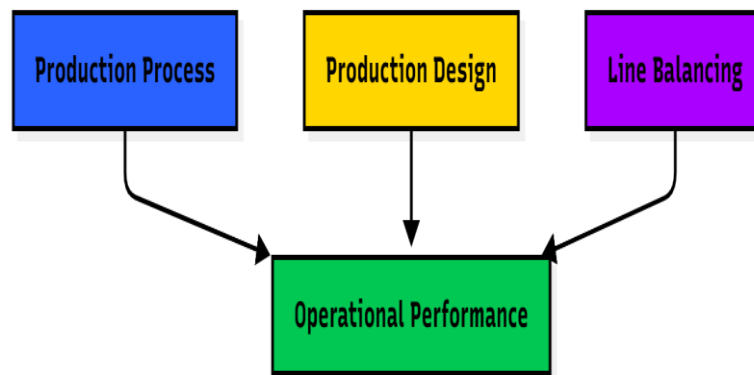 Production Process
Production Design
Line Balancing
Operational Performance